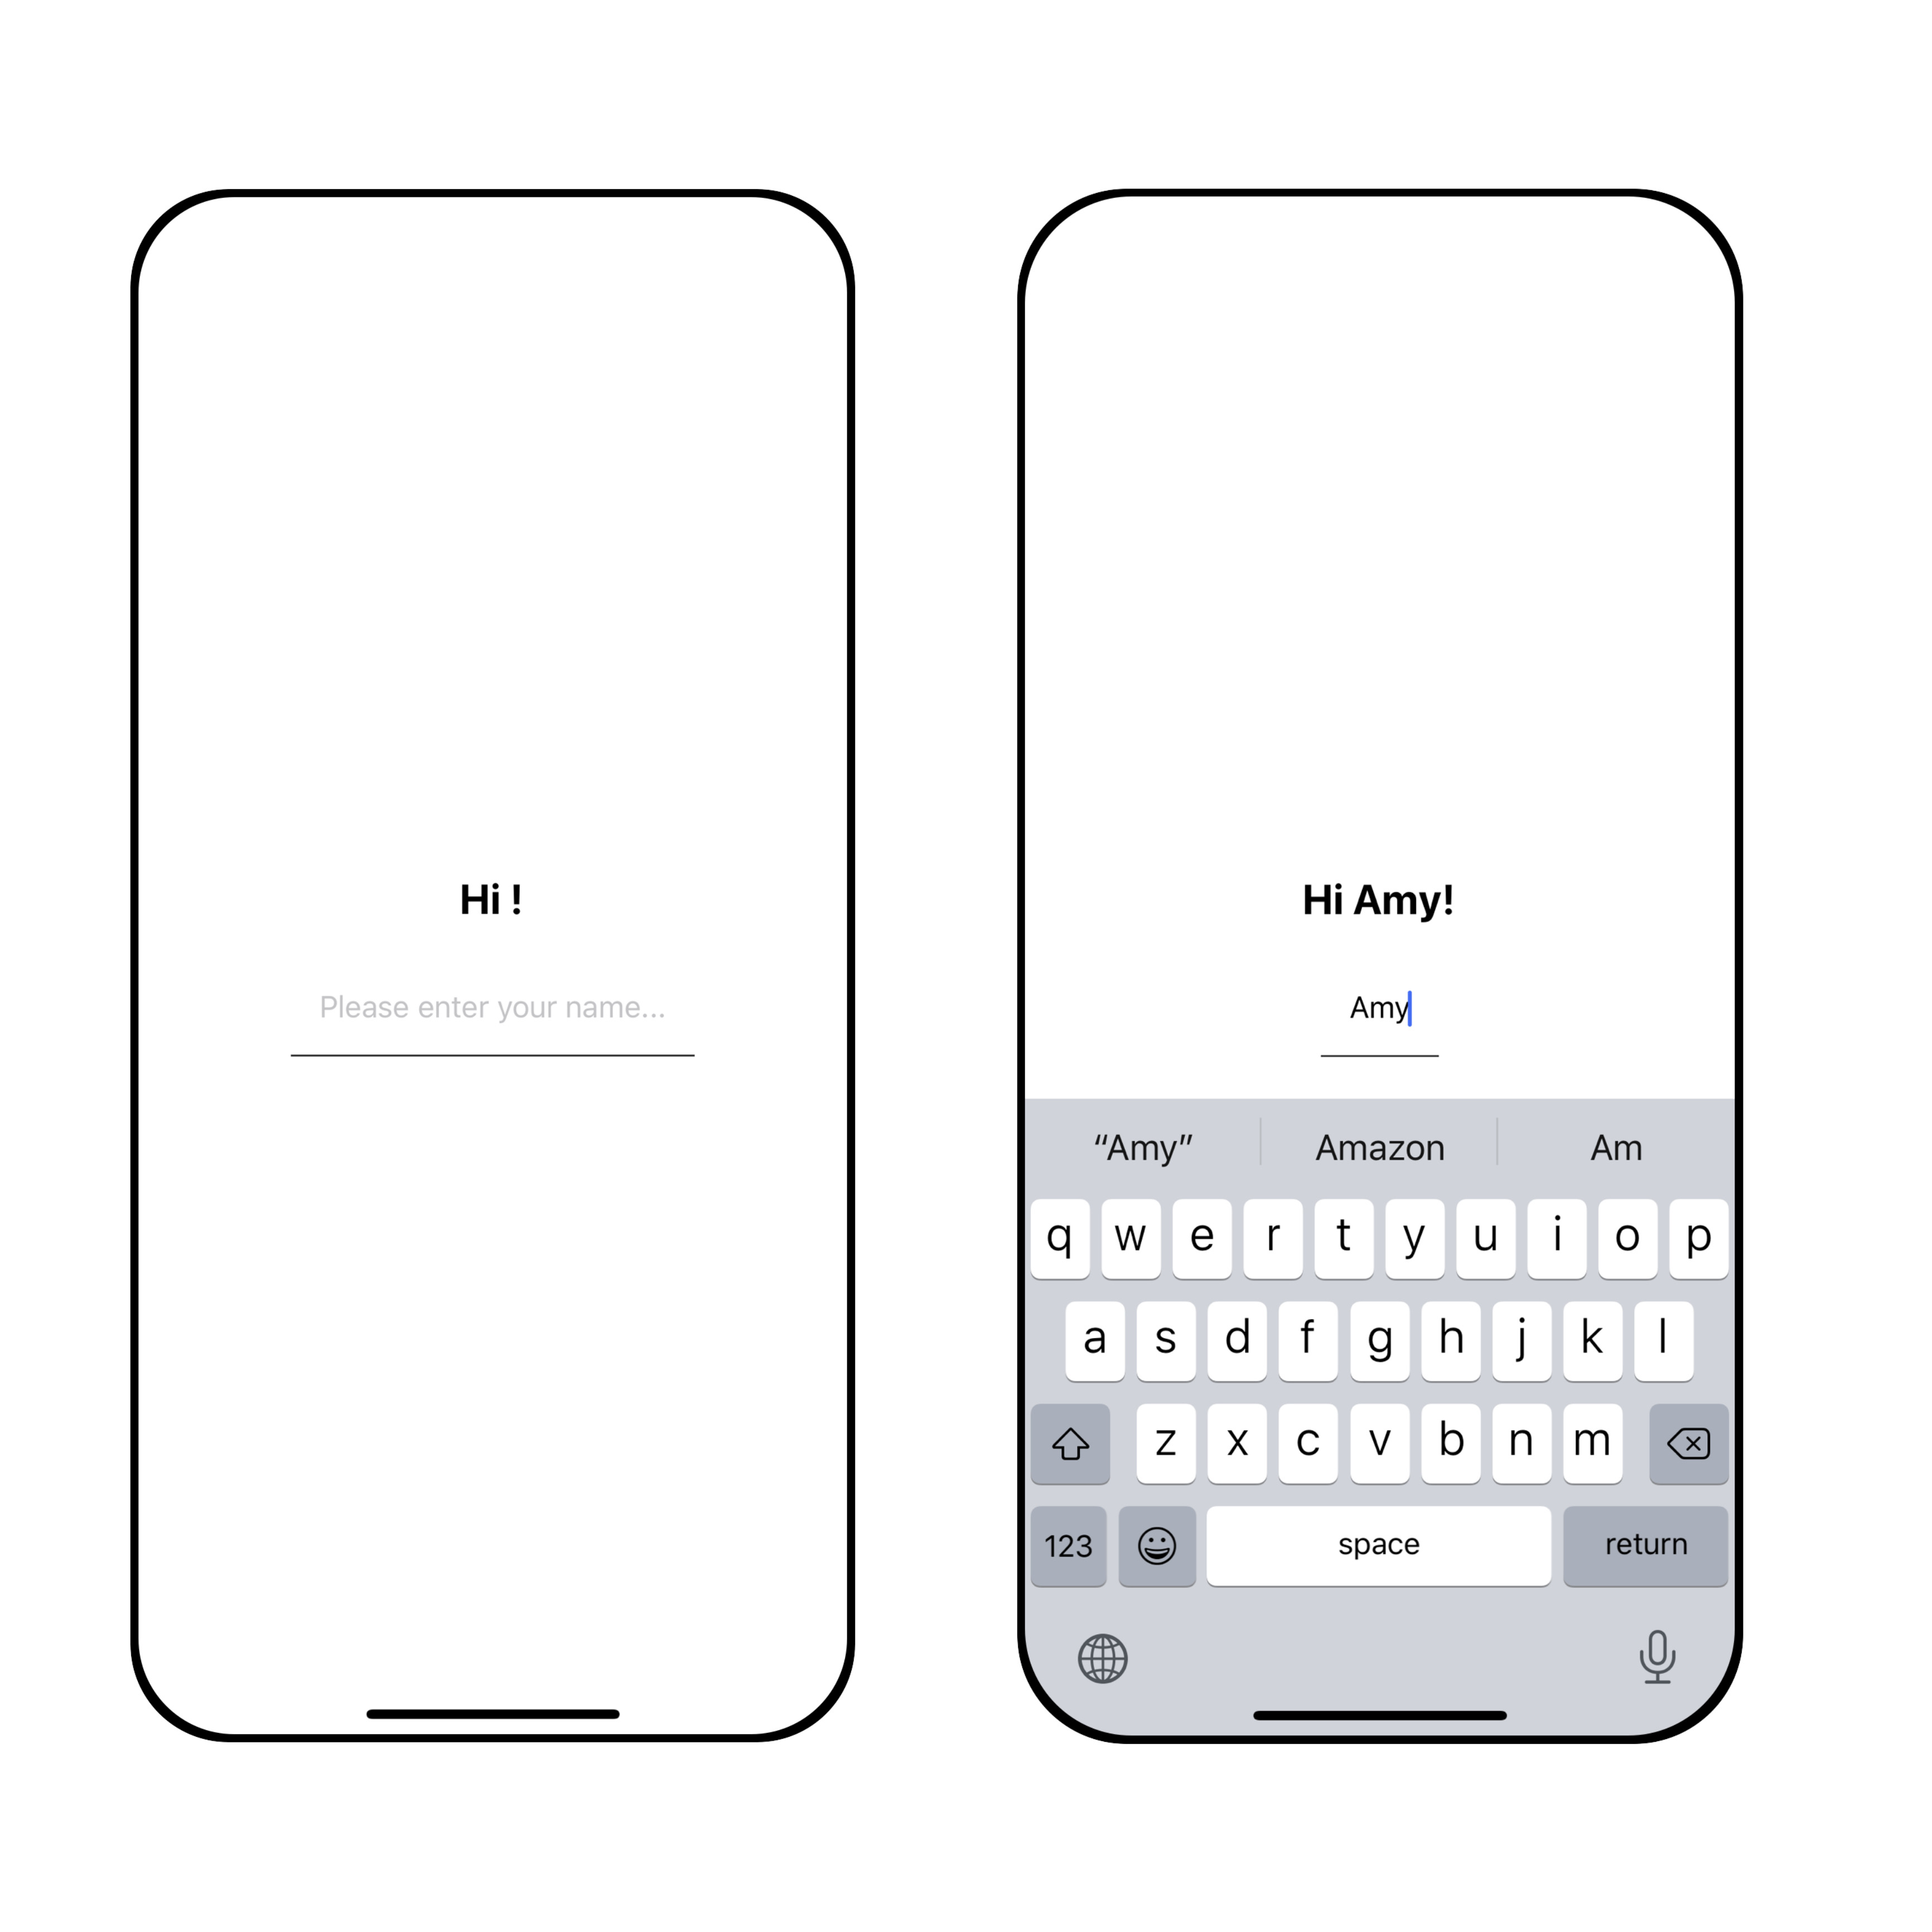 Hi !
Please enter your name...
Hi Amy!
Amy
“Amy” Amazon Am
q w e r t y u i o p
a s d f g h j k l
z x c v b n m
123 space return